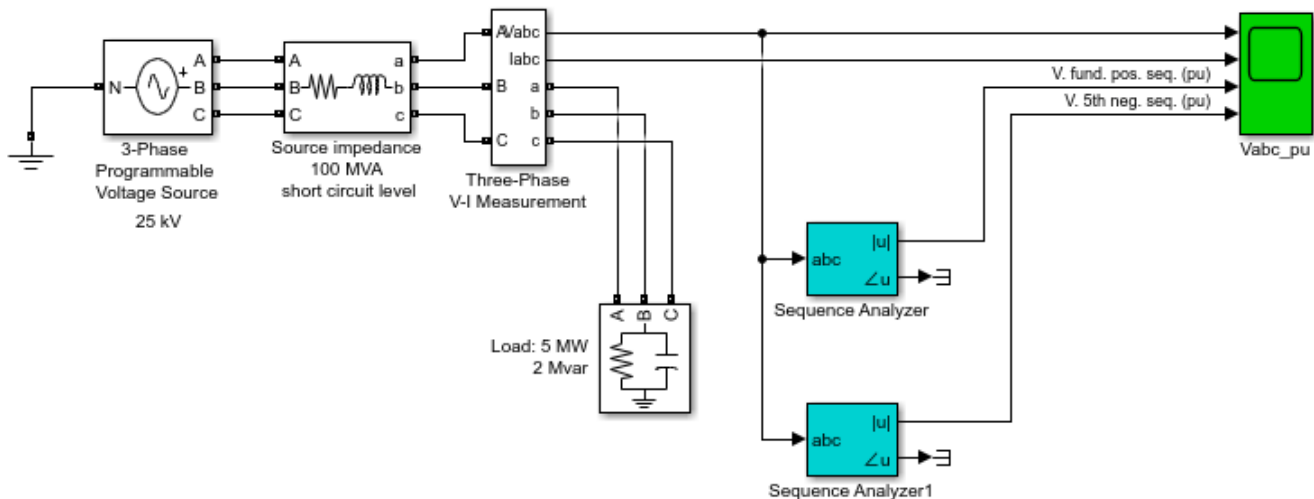 N
A
B
C
+
3-Phase
Programmable
Voltage Source
25 kV
A
B
C
a
b
c
Source impedance
100 MVA
short circuit level
A
B
C
Vabc
Iabc
a
b
c
Three-Phase
V-I Measurement
V. fund. pos. seq. (pu)
V. 5th neg. seq. (pu)
Vabc_pu
abc
|u|
∠u
Sequence Analyzer
A
B
C
Load: 5 MW
2 Mvar
abc
|u|
∠u
Sequence Analyzer1